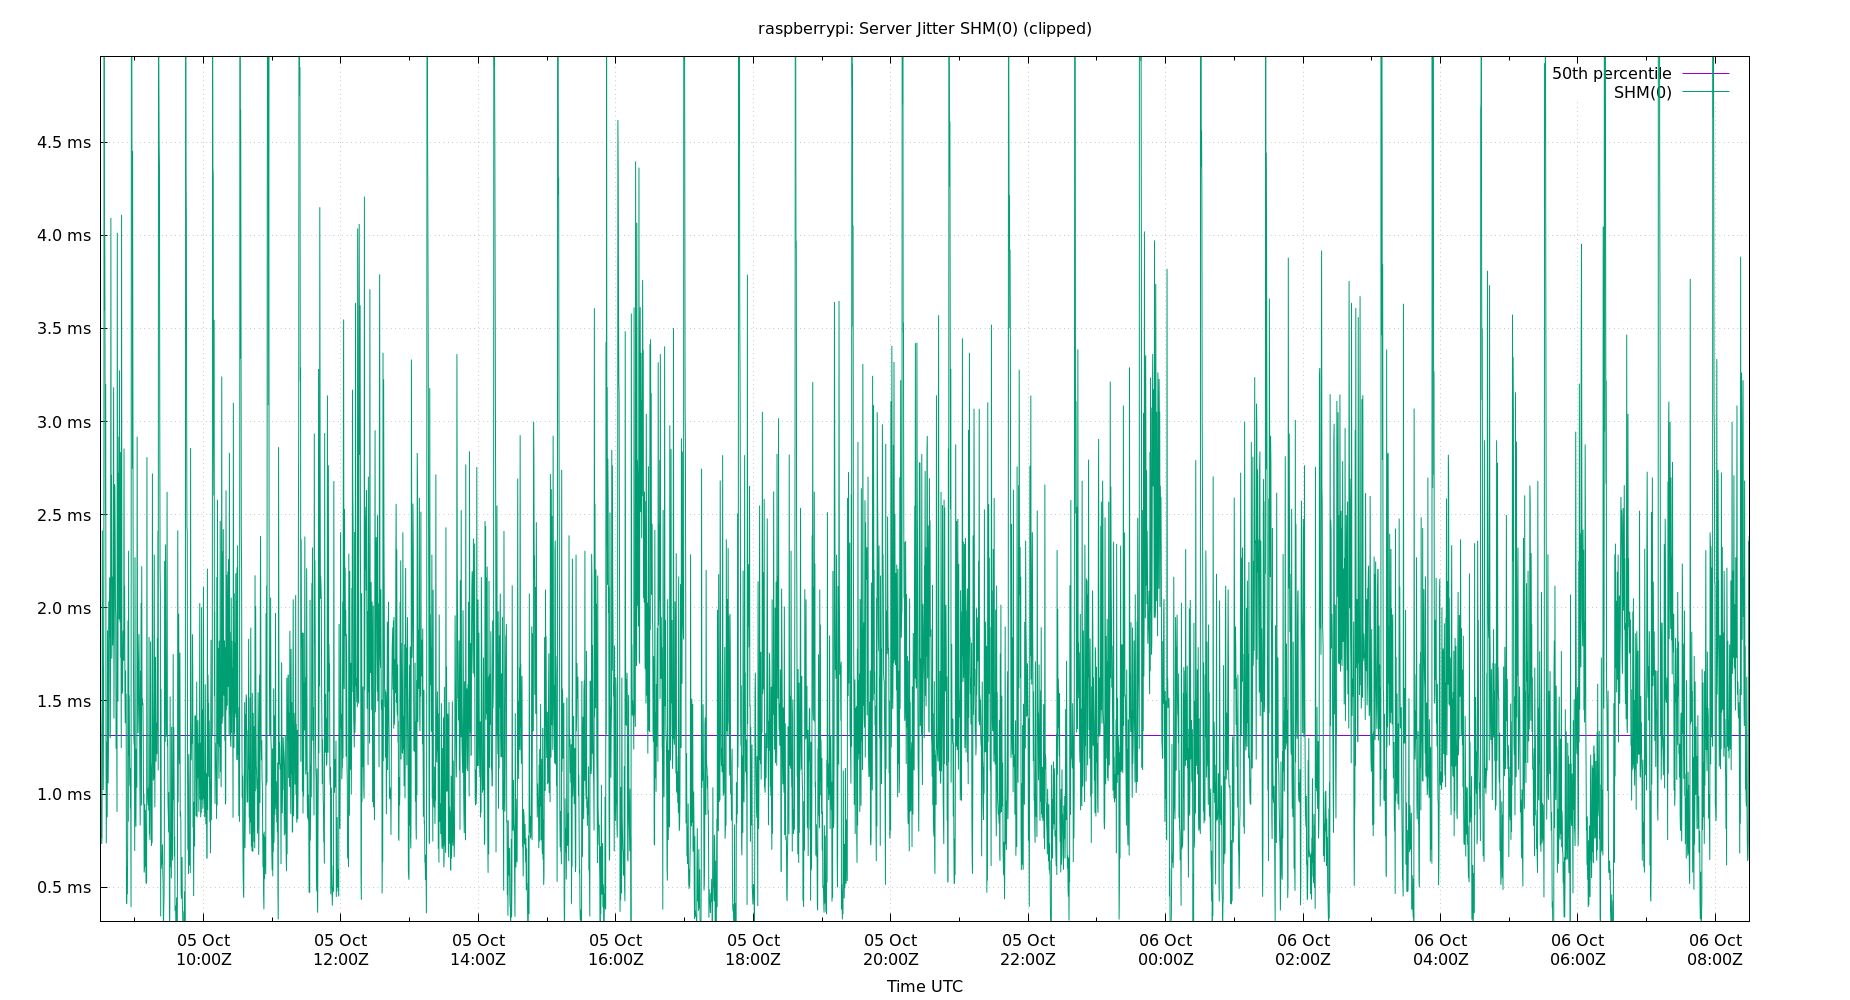 raspberrypi: Server Jitter SHM(0) (clipped)
50th percentile
SHM(0)
4.5 ms
4.0 ms
3.5 ms
3.0 ms
2.5 ms
2.0 ms
1.5 ms
1.0 ms
0.5 ms
05 Oct 05 Oct 05 Oct 05 Oct 05 Oct 05 Oct 05 Oct 06 Oct 06 Oct 06 Oct 06 Oct 06 Oct
10:00Z 12:00Z 14:00Z 16:00Z 18:00Z 20:00Z 22:00Z 00:00Z 02:00Z 04:00Z 06:00Z 08:00Z
Time UTC